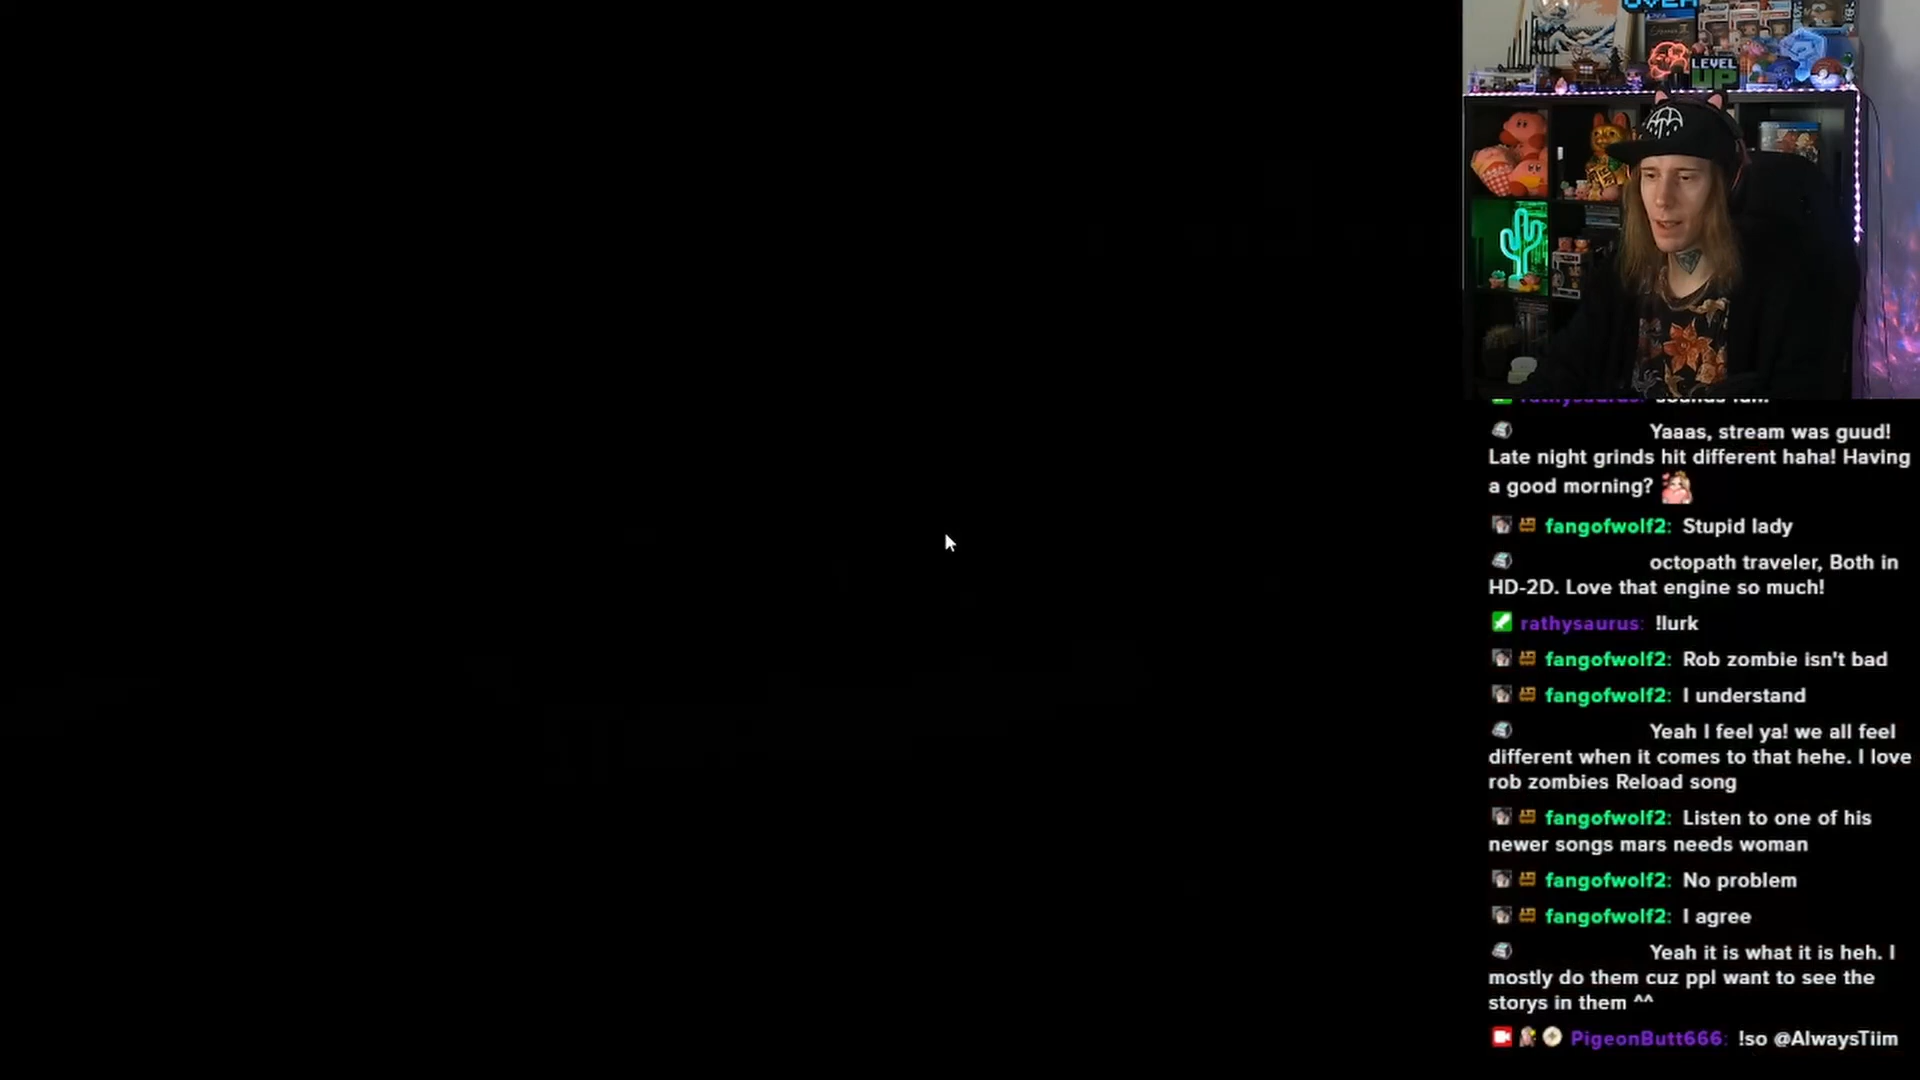 OVER
LEVEL
UP
Yaaas, stream was guud!
Late night grinds hit different haha! Having
a good morning?
fangofwolf2: Stupid lady
octopath traveler, Both in
HD-2D. Love that engine so much!
rathysaurus: !lurk
fangofwolf2: Rob zombie isn't bad
fangofwolf2: I understand
Yeah I feel ya! we all feel
different when it comes to that hehe. I love
rob zombies Reload song
fangofwolf2: Listen to one of his
newer songs mars needs woman
fangofwolf2: No problem
fangofwolf2: I agree
Yeah it is what it is heh. I
mostly do them cuz ppl want to see the
storys in them ^^
PigeonButt666: !so @AlwaysTiim